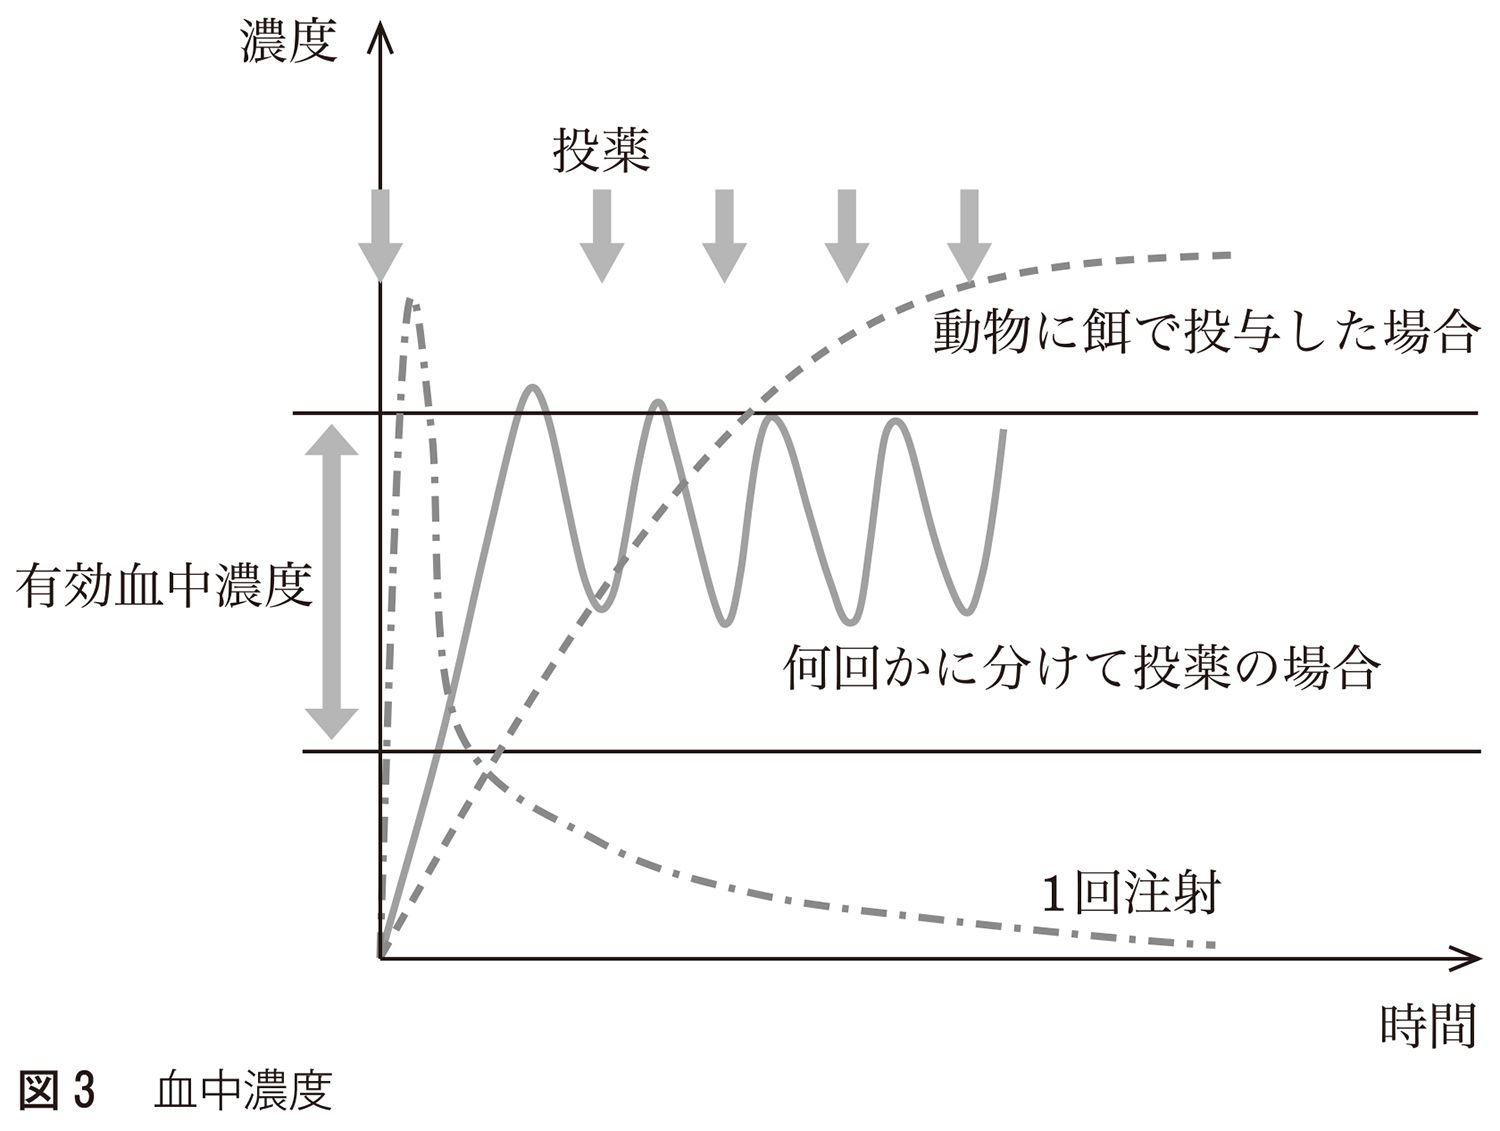 濃度
投薬
動物に餌で投与した場合
有効血中濃度
何回かに分けて投薬の場合
1回注射
時間
図3 血中濃度